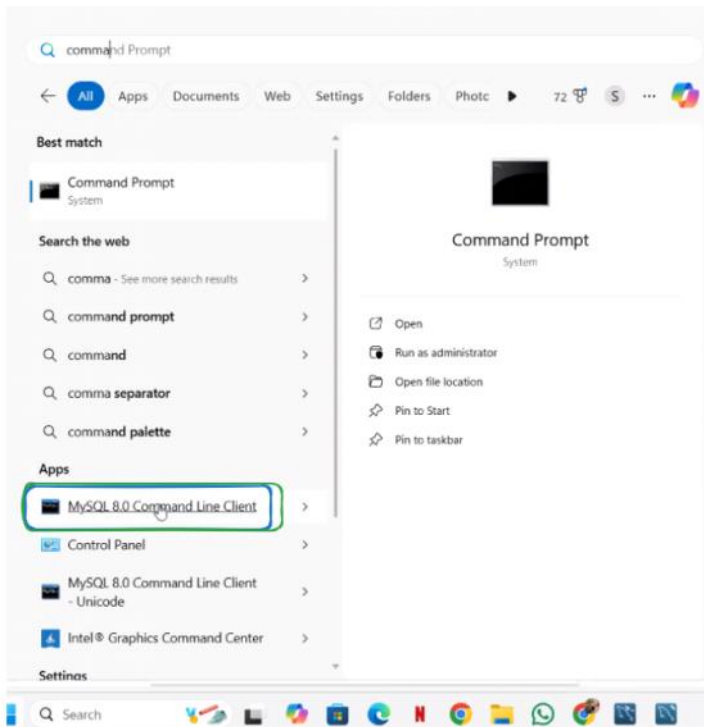 command Prompt
All Apps Documents Web Settings Folders Photc 72 S
Best match
Command Prompt
System
Search the web
comma - See more search results
command prompt
command
comma separator
command palette
Apps
MySQL 8.0 Command Line Client
Control Panel
MySQL 8.0 Command Line Client
- Unicode
Intel® Graphics Command Center
Settings
Command Prompt
System
Open
Run as administrator
Open file location
Pin to Start
Pin to taskbar
Search